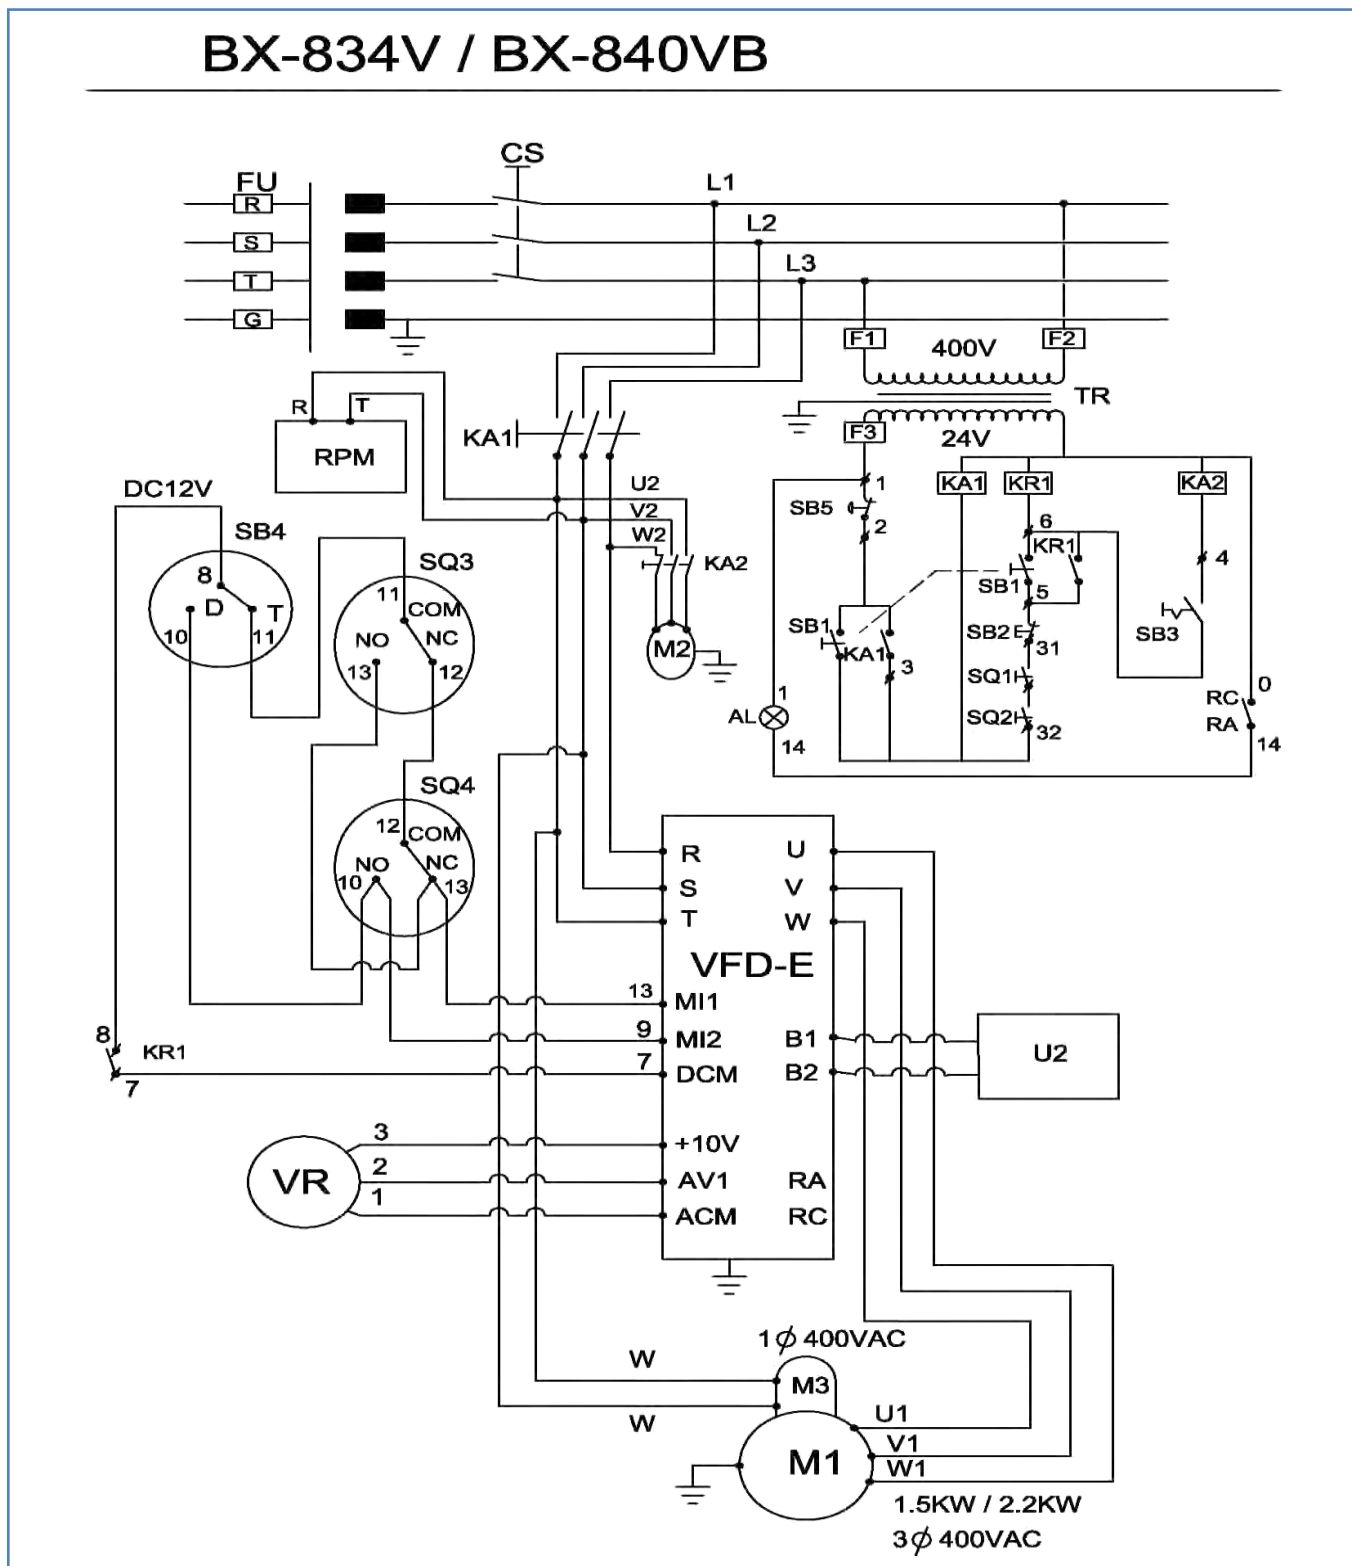 BX-834V / BX-840VB
CS
FU
R
L1
S
L2
T
L3
G
F1
400V
F2
TR
R
T
KA1
F3
24V
RPM
DC12V
U2
1
KA1
KR1
KA2
SB5
V2
2
6
SB4
W2
KR1
SQ3
KA2
4
8
11
COM
SB1
5
D
T
NO
NC
SB1
SB2
SB3
10
11
M2
KA1
31
13
12
3
SQ1
1
RC
0
AL
SQ2
32
RA
14
14
SQ4
12
COM
NO
NC
R
U
10
13
S
V
T
W
VFD-E
13
MI1
8
9
MI2
B1
U2
KR1
7
DCM
B2
7
3
+10V
VR
2
AV1
RA
1
ACM
RC
1ϕ 400VAC
W
M3
U1
W
V1
M1
W1
1.5KW / 2.2KW
3ϕ 400VAC